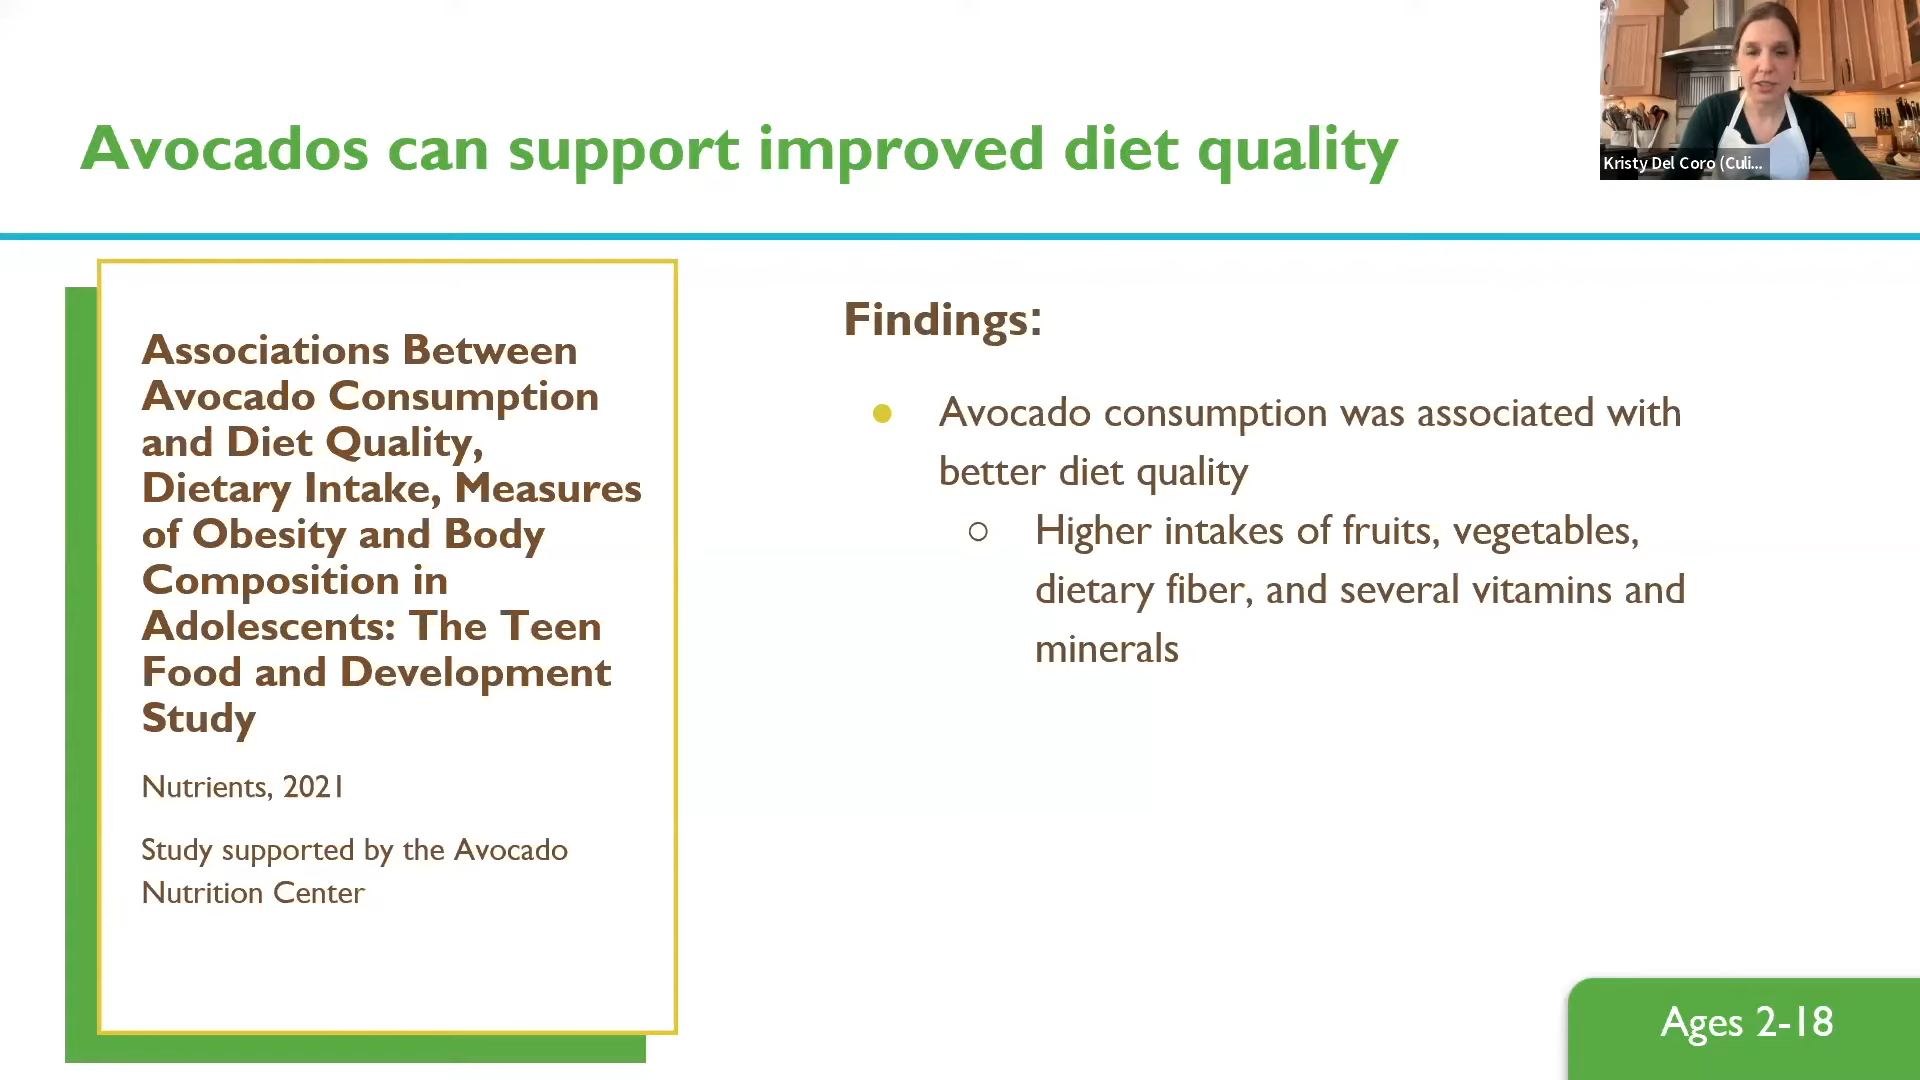 Avocados can support improved diet quality
Kristy Del Coro (Culi...
Associations Between
Avocado Consumption
and Diet Quality,
Dietary Intake, Measures
of Obesity and Body
Composition in
Adolescents: The Teen
Food and Development
Study
Nutrients, 2021
Study supported by the Avocado
Nutrition Center
Findings:
Avocado consumption was associated with
better diet quality
Higher intakes of fruits, vegetables,
dietary fiber, and several vitamins and
minerals
Ages 2-18